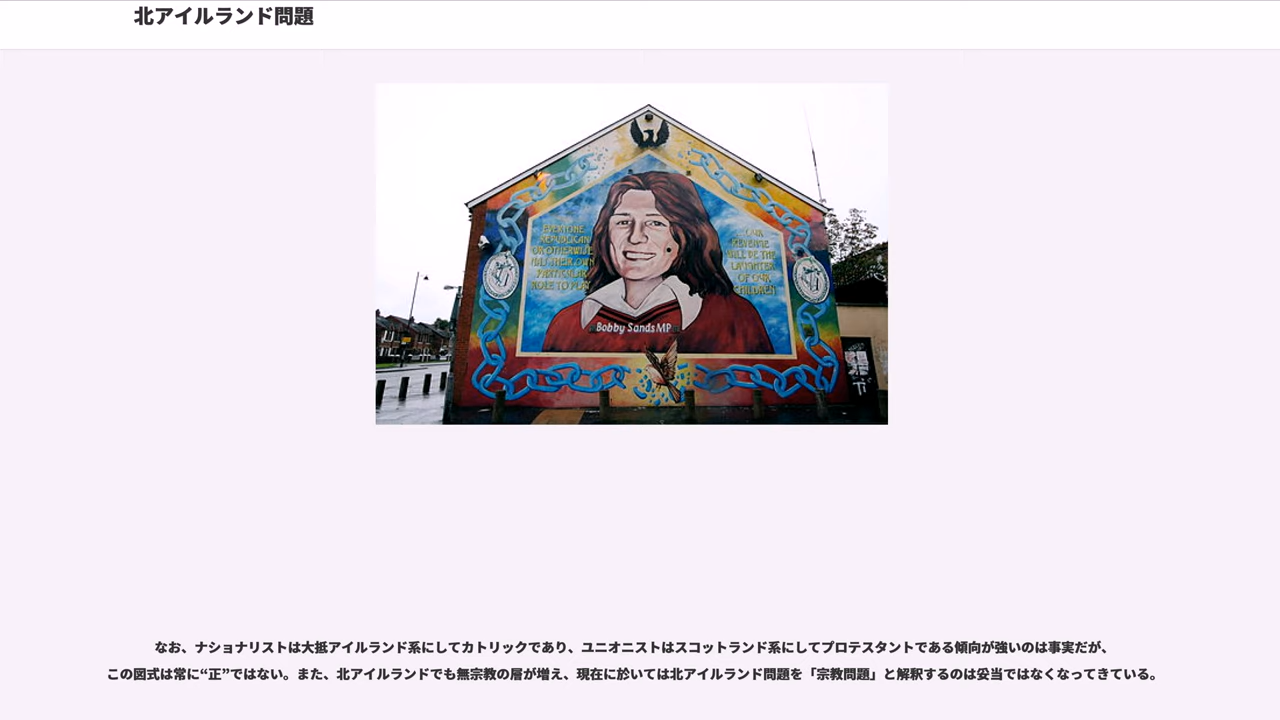 北アイルランド問題
EVERYONE
REPUBLICAN
OR OTHERWISE
HAS THEIR OWN
PARTICULAR
ROLE TO PLAY
OUR
REVENGE
WILL BE THE
LAUGHTER
OF OUR
CHILDREN
Bobby Sands MP
なお、ナショナリストは大抵アイルランド系にしてカトリックであり、ユニオニストはスコットランド系にしてプロテスタントである傾向が強いのは事実だが、
この図式は常に“正”ではない。また、北アイルランドでも無宗教の層が増え、現在に於いては北アイルランド問題を「宗教問題」と解釈するのは妥当ではなくなってきている。